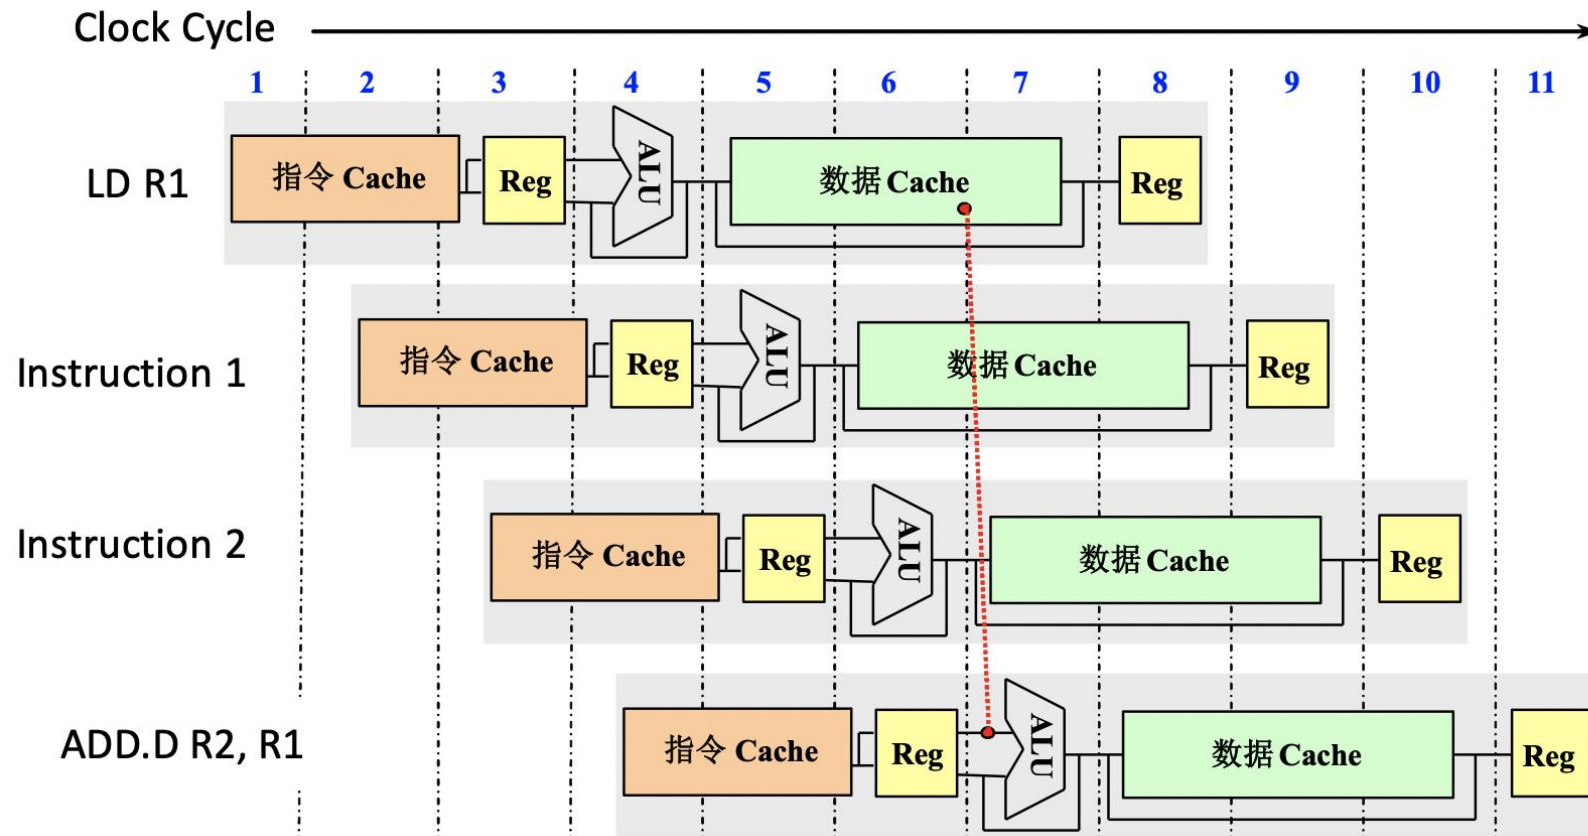 Clock Cycle
1 2 3 4 5 6 7 8 9 10 11
LD R1 指令 Cache Reg ALU 数据 Cache Reg
Instruction 1 指令 Cache Reg ALU 数据 Cache Reg
Instruction 2 指令 Cache Reg ALU 数据 Cache Reg
ADD.D R2, R1 指令 Cache Reg ALU 数据 Cache Reg